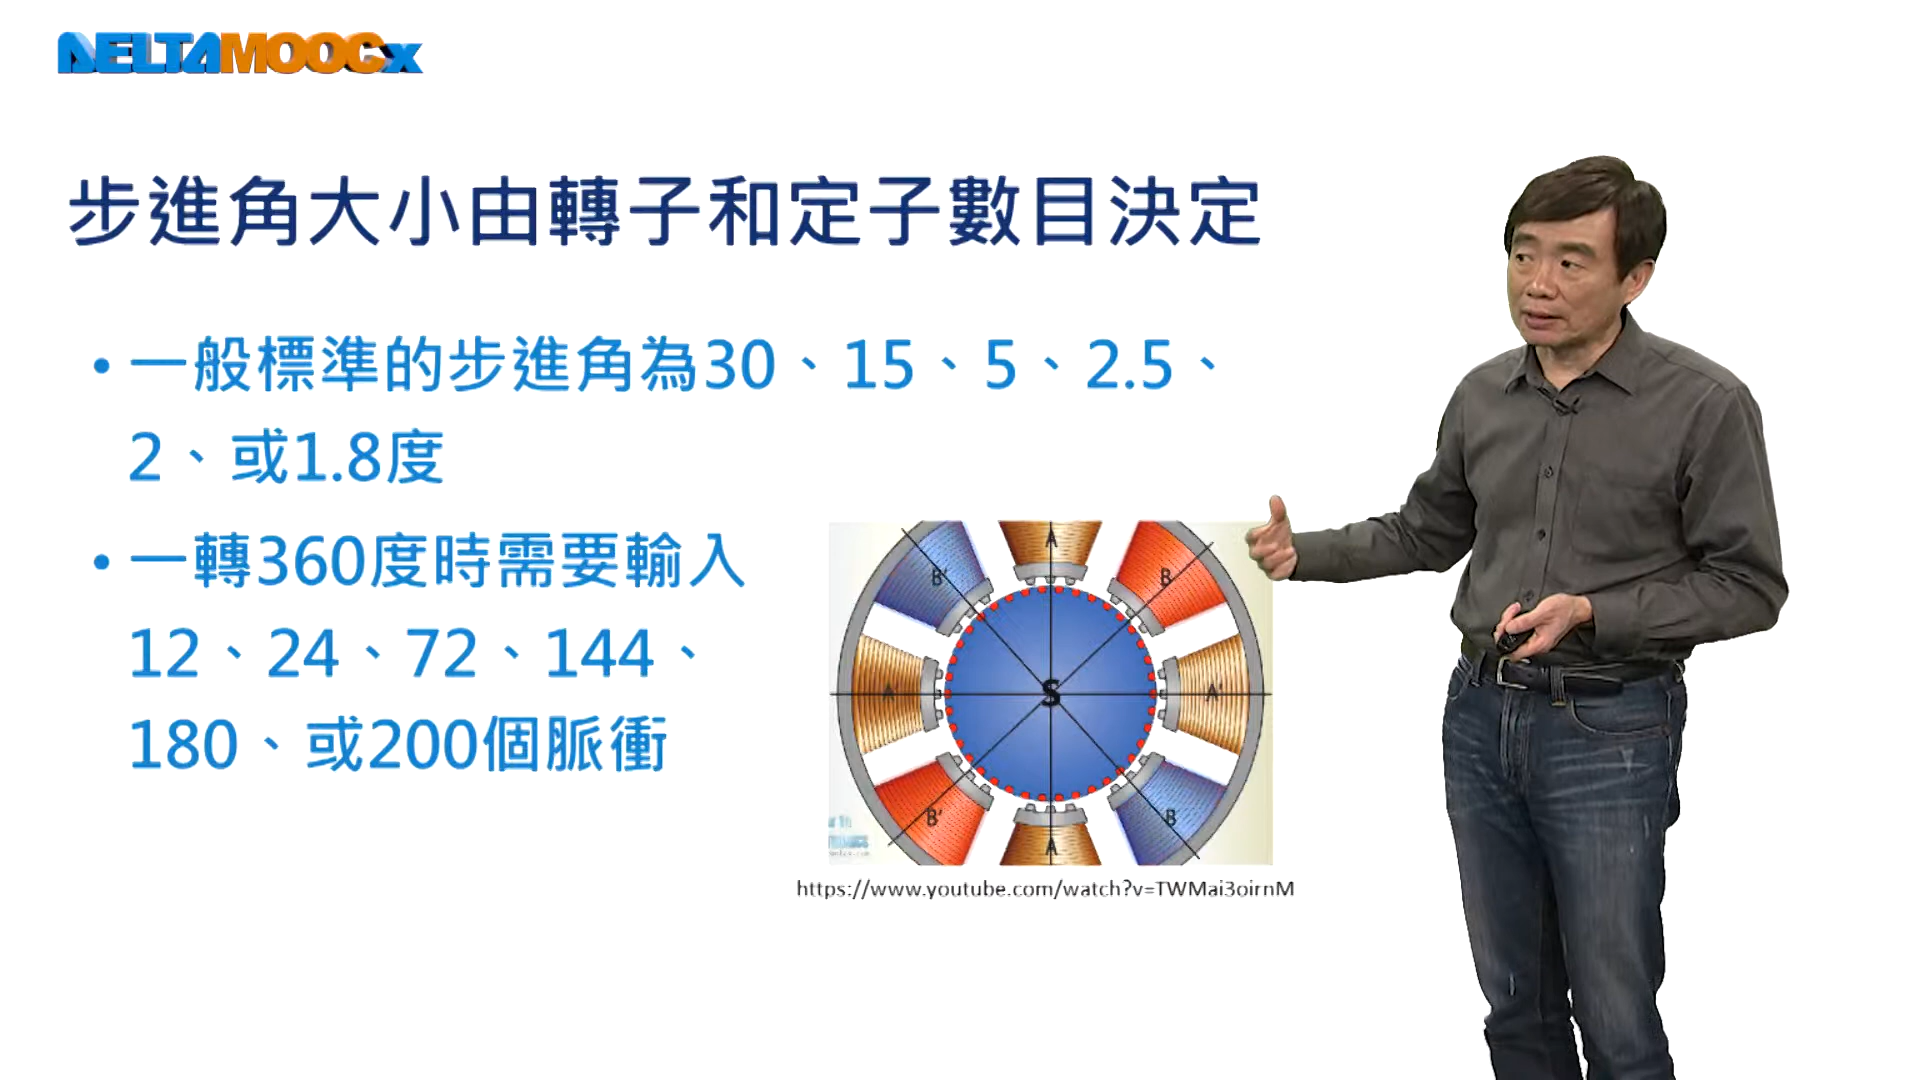 DELTAMOOCx
步進角大小由轉子和定子數目決定
•一般標準的步進角為30、15、5、2.5、
2、或1.8度
•一轉360度時需要輸入
12、24、72、144、
180、或200個脈衝
A
B'
B
A
S
A'
B'
B
A
https://www.youtube.com/watch?v=TWMai3oirnM